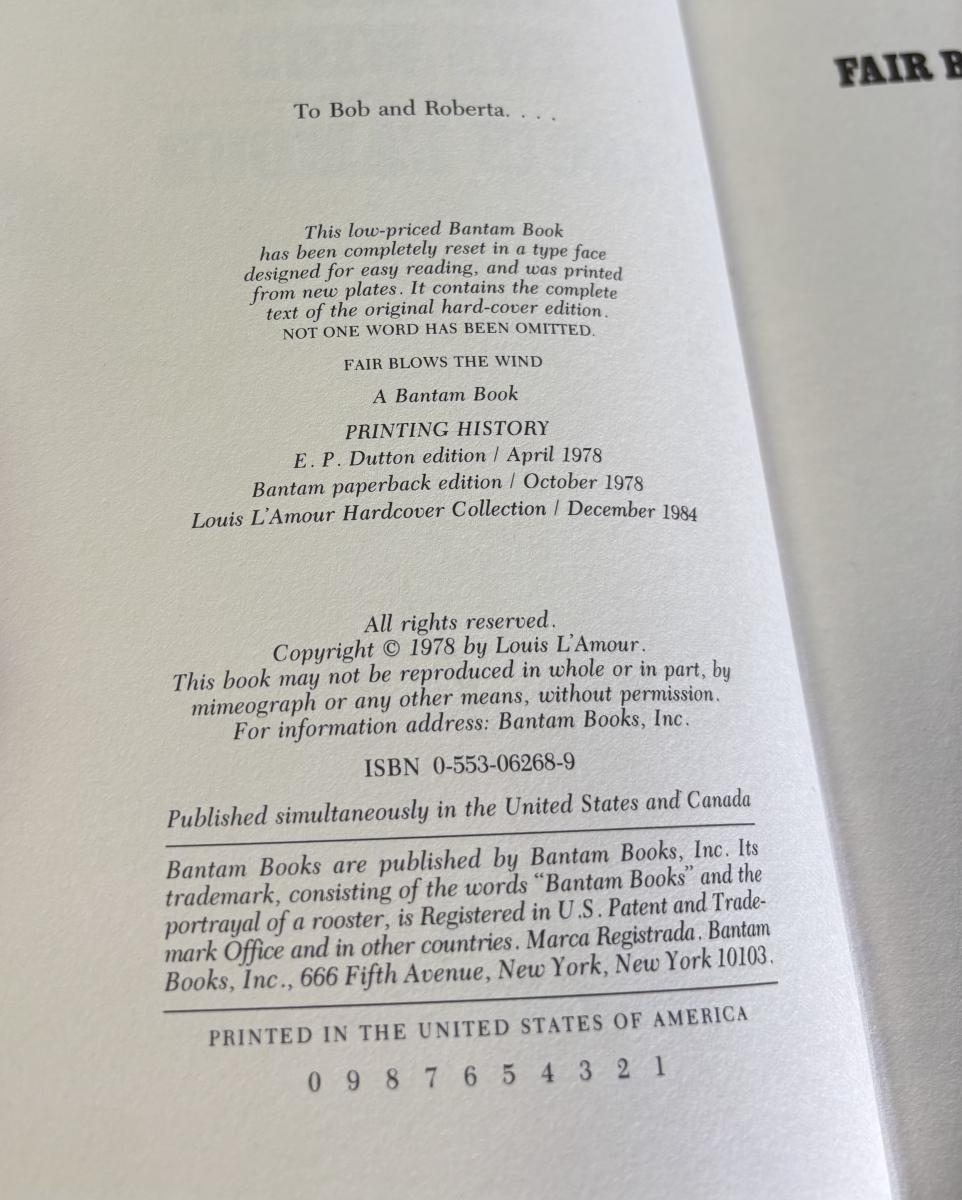 To Bob and Roberta. . . .
This low-priced Bantam Book
has been completely reset in a type face
designed for easy reading, and was printed
from new plates. It contains the complete
text of the original hard-cover edition.
NOT ONE WORD HAS BEEN OMITTED.
FAIR BLOWS THE WIND
A Bantam Book
PRINTING HISTORY
E. P. Dutton edition / April 1978
Bantam paperback edition / October 1978
Louis L'Amour Hardcover Collection / December 1984
All rights reserved.
Copyright © 1978 by Louis L'Amour.
This book may not be reproduced in whole or in part, by
mimeograph or any other means, without permission.
For information address: Bantam Books, Inc.
ISBN 0-553-06268-9
Published simultaneously in the United States and Canada
Bantam Books are published by Bantam Books, Inc. Its
trademark, consisting of the words “Bantam Books” and the
portrayal of a rooster, is Registered in U.S. Patent and Trade-
mark Office and in other countries. Marca Registrada. Bantam
Books, Inc., 666 Fifth Avenue, New York, New York 10103.
PRINTED IN THE UNITED STATES OF AMERICA
0 9 8 7 6 5 4 3 2 1
FAIR B